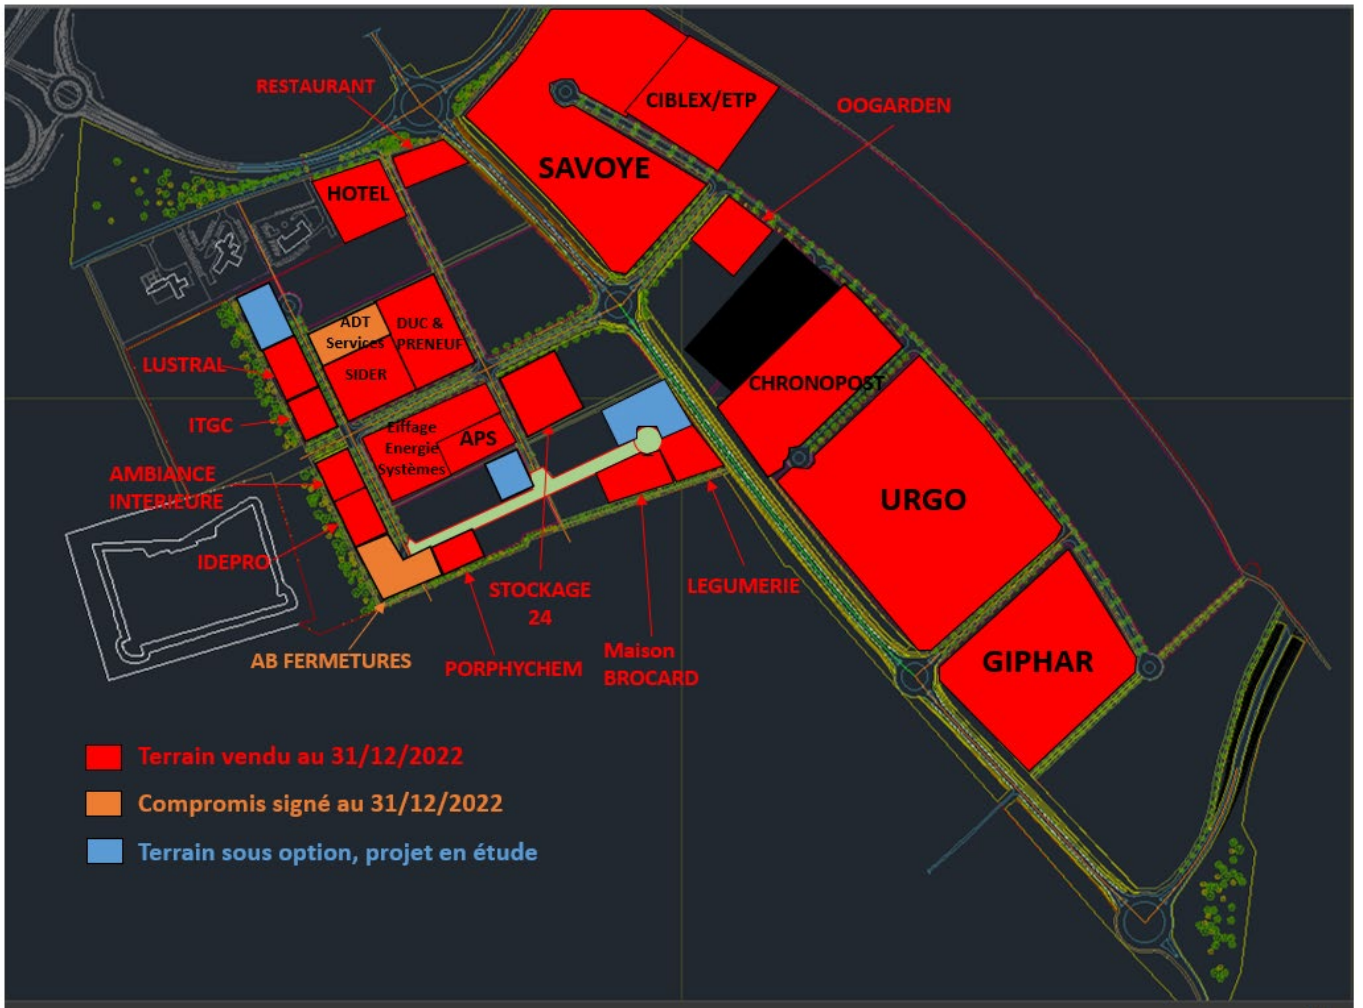 RESTAURANT
CIBLEX/ETP
OOGARDEN
SAVOYE
HOTEL
ADT
Services
DUC &
PRENEUF
LUSTRAL
SIDER
CHRONOPOST
ITGC
Eiffage
Energie
Systèmes
APS
AMBIANCE
INTERIEURE
URGO
IDEPRO
STOCKAGE
24
LEGUMERIE
AB FERMETURES
PORPHYCHEM
Maison
BROCARD
GIPHAR
Terrain vendu au 31/12/2022
Compromis signé au 31/12/2022
Terrain sous option, projet en étude